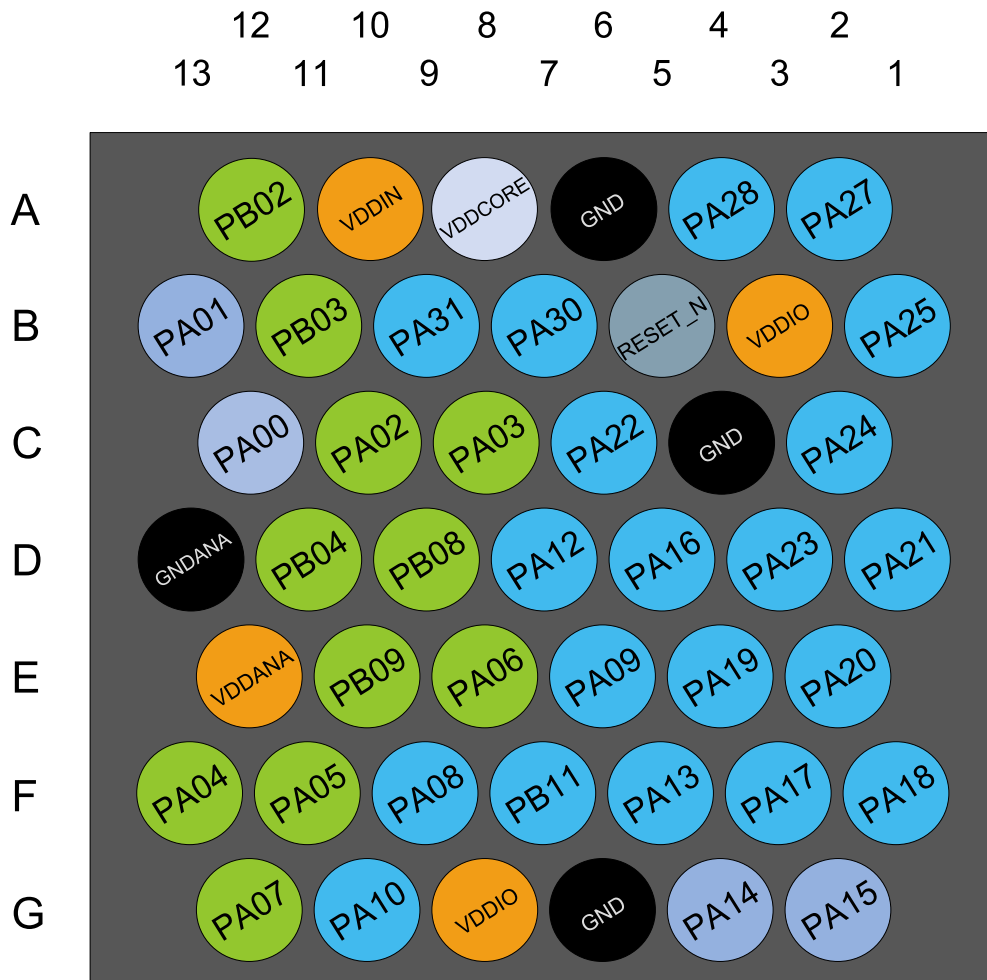 12 10 8 6 4 2
13 11 9 7 5 3 1
A PB02 VDDIN VDDCORE GND PA28 PA27
B PA01 PB03 PA31 PA30 RESET_N VDDIO PA25
C PA00 PA02 PA03 PA22 GND PA24
D GNDANA PB04 PB08 PA12 PA16 PA23 PA21
E VDDANA PB09 PA06 PA09 PA19 PA20
F PA04 PA05 PA08 PB11 PA13 PA17 PA18
G PA07 PA10 VDDIO GND PA14 PA15